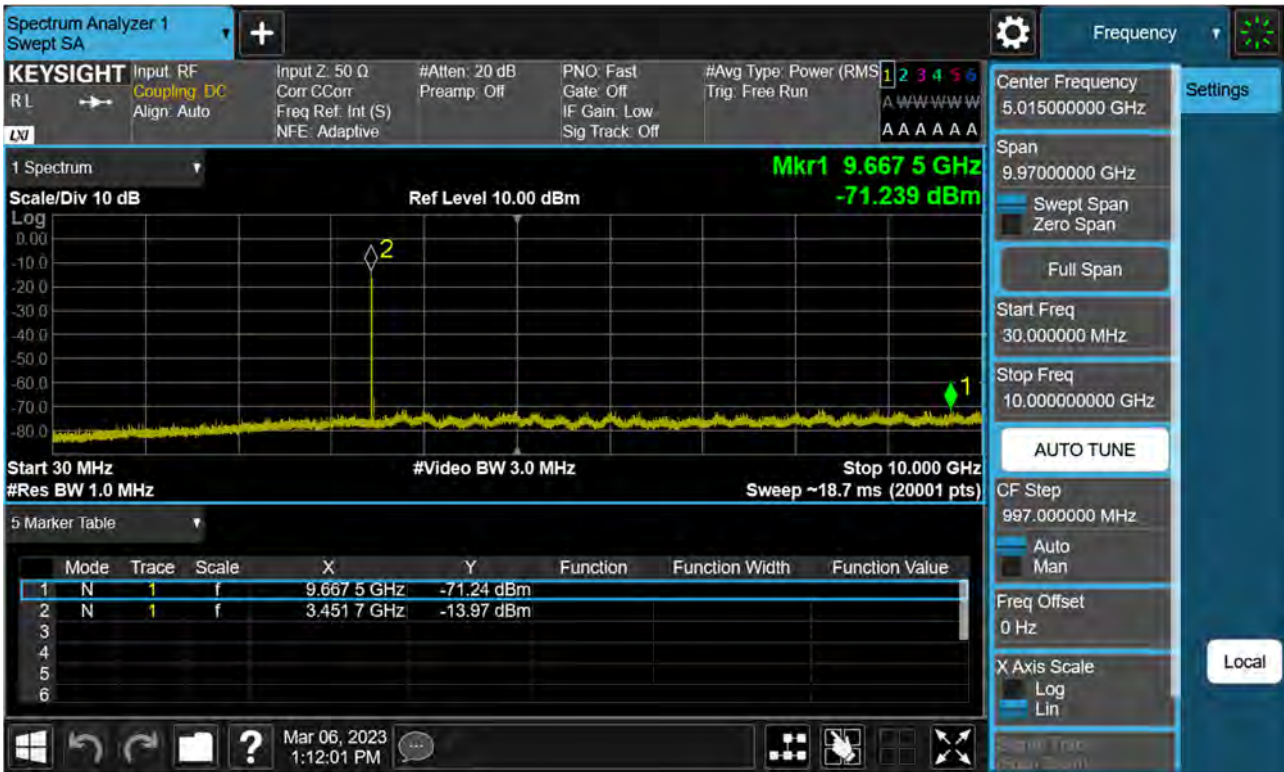 Spectrum Analyzer 1
Swept SA
Frequency
KEYSIGHT
R L
LXI
Input: RF
Coupling: DC
Align: Auto
Input Z: 50 Ω
Corr CCorr
Freq Ref: Int (S)
NFE: Adaptive
#Atten: 20 dB
Preamp: Off
PNO: Fast
Gate: Off
IF Gain: Low
Sig Track: Off
#Avg Type: Power (RMS
Trig: Free Run
1 2 3 4 5 6
A W W W W W
A A A A A A
1 Spectrum
Mkr1 9.667 5 GHz
Scale/Div 10 dB
Ref Level 10.00 dBm
-71.239 dBm
Log
0.00
-10.0
-20.0
-30.0
-40.0
-50.0
-60.0
-70.0
-80.0
2
1
Start 30 MHz
#Video BW 3.0 MHz
Stop 10.000 GHz
#Res BW 1.0 MHz
Sweep ~18.7 ms (20001 pts)
5 Marker Table
Mode Trace Scale X Y Function Function Width Function Value
1 N 1 f 9.667 5 GHz -71.24 dBm
2 N 1 f 3.451 7 GHz -13.97 dBm
3
4
5
6
Center Frequency
5.015000000 GHz
Settings
Span
9.97000000 GHz
Swept Span
Zero Span
Full Span
Start Freq
30.000000 MHz
Stop Freq
10.000000000 GHz
AUTO TUNE
CF Step
997.000000 MHz
Auto
Man
Freq Offset
0 Hz
X Axis Scale
Log
Lin
Local
?
Mar 06, 2023
1:12:01 PM